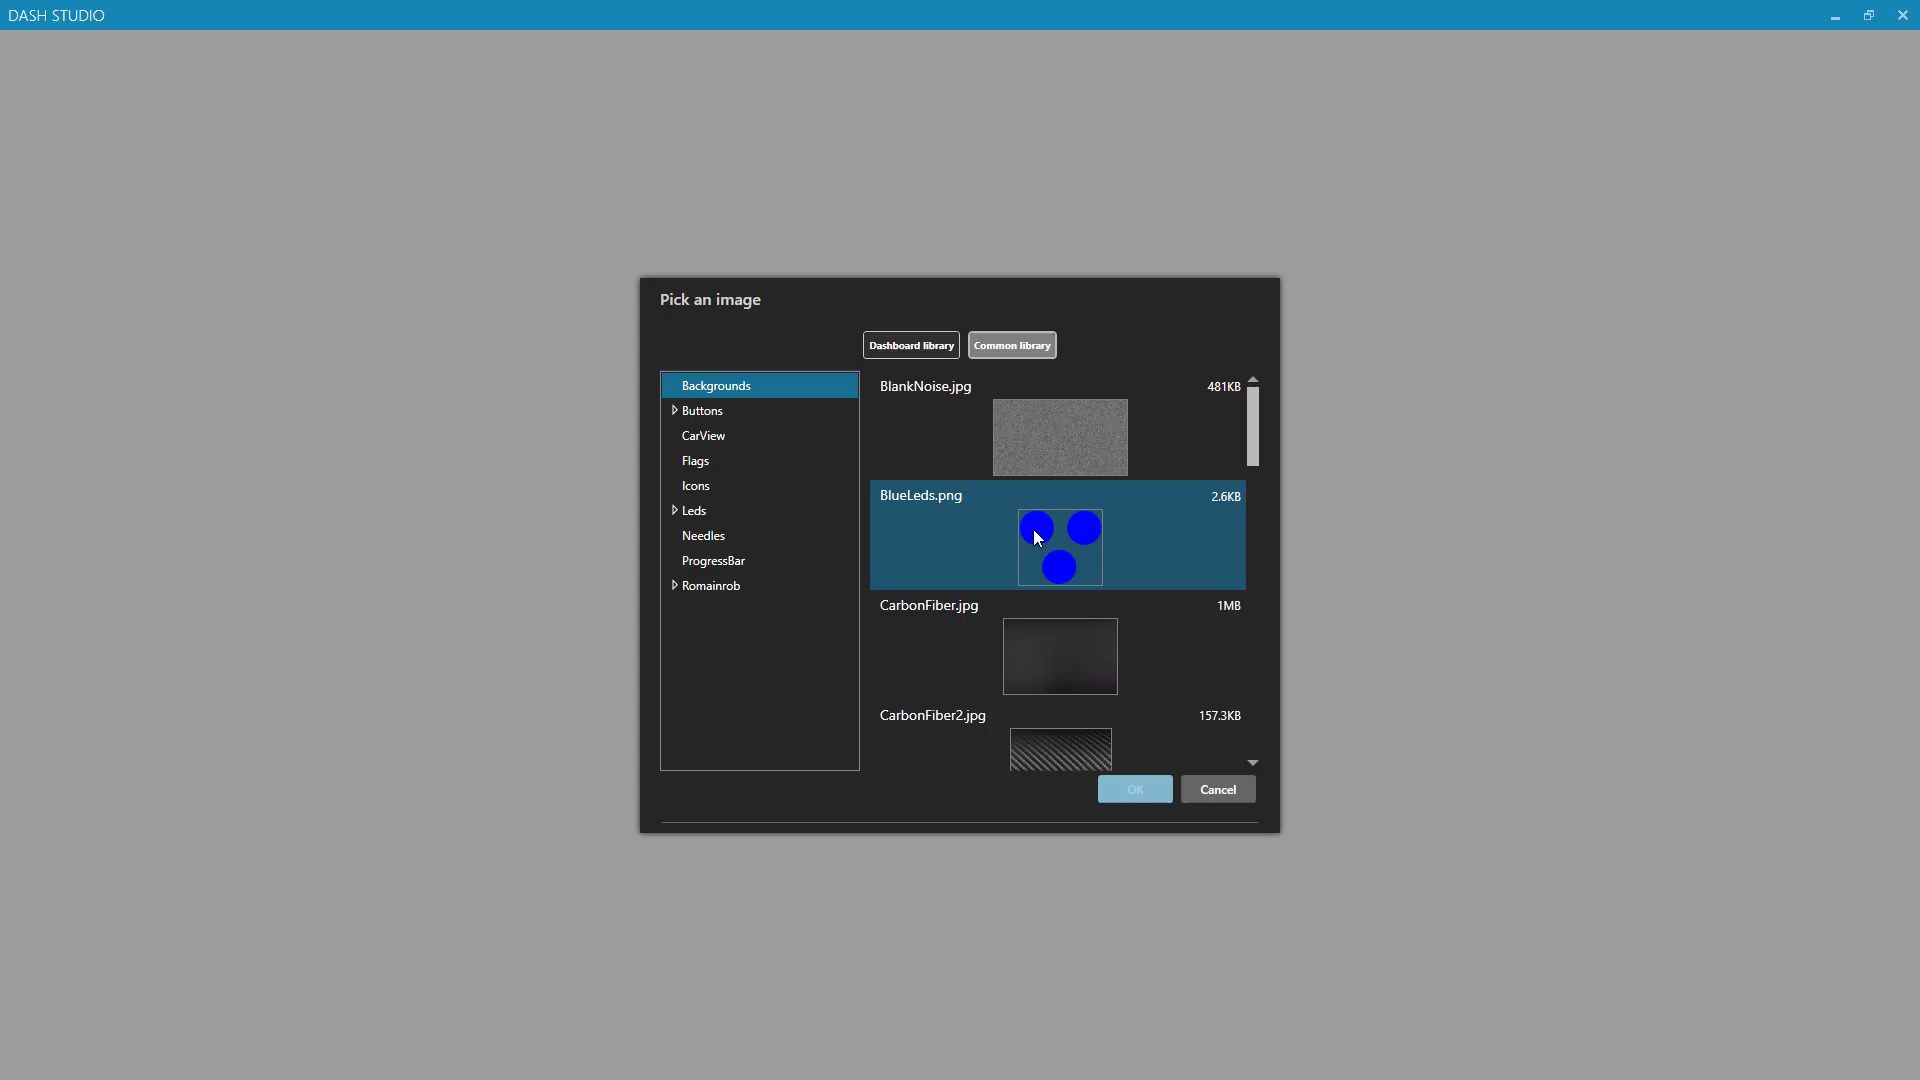 DASH STUDIO
Pick an image
Dashboard library
Common library
Backgrounds
Buttons
CarView
Flags
Icons
Leds
Needles
ProgressBar
Romainrob
BlankNoise.jpg 481KB
BlueLeds.png 2.6KB
CarbonFiber.jpg 1MB
CarbonFiber2.jpg 157.3KB
OK
Cancel